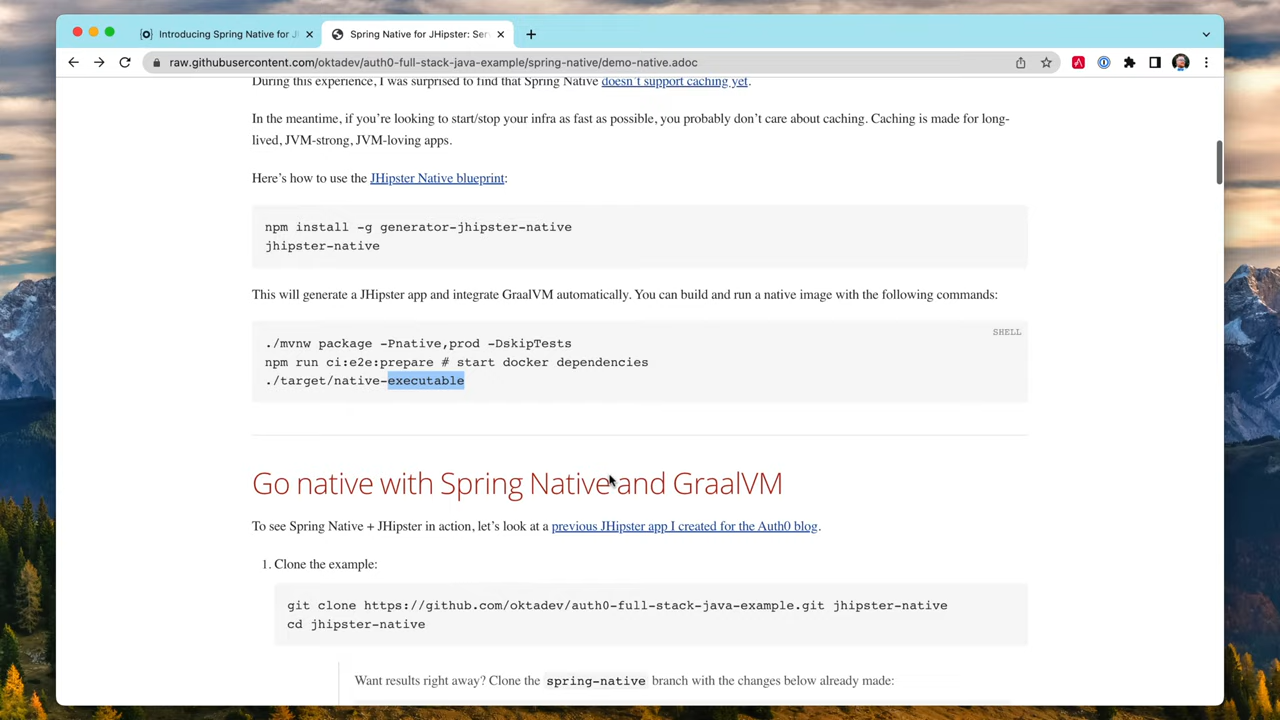 Introducing Spring Native for J
Spring Native for JHipster: Ser
raw.githubusercontent.com/oktadev/auth0-full-stack-java-example/spring-native/demo-native.adoc
During this experience, I was surprised to find that Spring Native doesn't support caching yet.
In the meantime, if you're looking to start/stop your infra as fast as possible, you probably don't care about caching. Caching is made for long-
lived, JVM-strong, JVM-loving apps.
Here's how to use the JHipster Native blueprint:
npm install -g generator-jhipster-native
jhipster-native
This will generate a JHipster app and integrate GraalVM automatically. You can build and run a native image with the following commands:
SHELL
./mvnw package -Pnative,prod -DskipTests
npm run ci:e2e:prepare # start docker dependencies
./target/native-executable
Go native with Spring Native and GraalVM
To see Spring Native + JHipster in action, let's look at a previous JHipster app I created for the Auth0 blog.
1. Clone the example:
git clone https://github.com/oktadev/auth0-full-stack-java-example.git jhipster-native
cd jhipster-native
Want results right away? Clone the spring-native branch with the changes below already made: